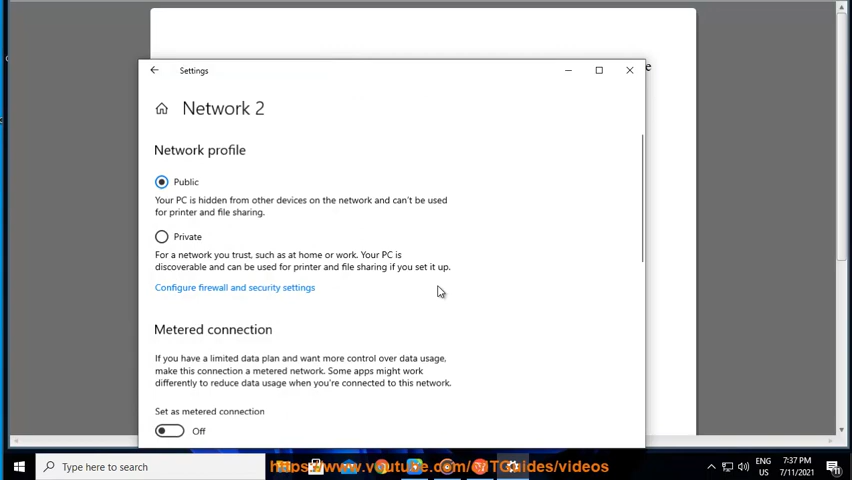 Settings
Network 2
Network profile
Public
Your PC is hidden from other devices on the network and can't be used
for printer and file sharing.
Private
For a network you trust, such as at home or work. Your PC is
discoverable and can be used for printer and file sharing if you set it up.
Configure firewall and security settings
Metered connection
If you have a limited data plan and want more control over data usage,
make this connection a metered network. Some apps might work
differently to reduce data usage when you're connected to this network.
Set as metered connection
Off
Type here to search
ENG
US
7:37 PM
7/11/2021